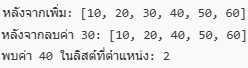 หลังจากเพิ่ม: [10, 20, 30, 40, 50, 60]
หลังจากลบค่า 30: [10, 20, 40, 50, 60]
พบค่า 40 ในลิสต์ที่ตำแหน่ง: 2